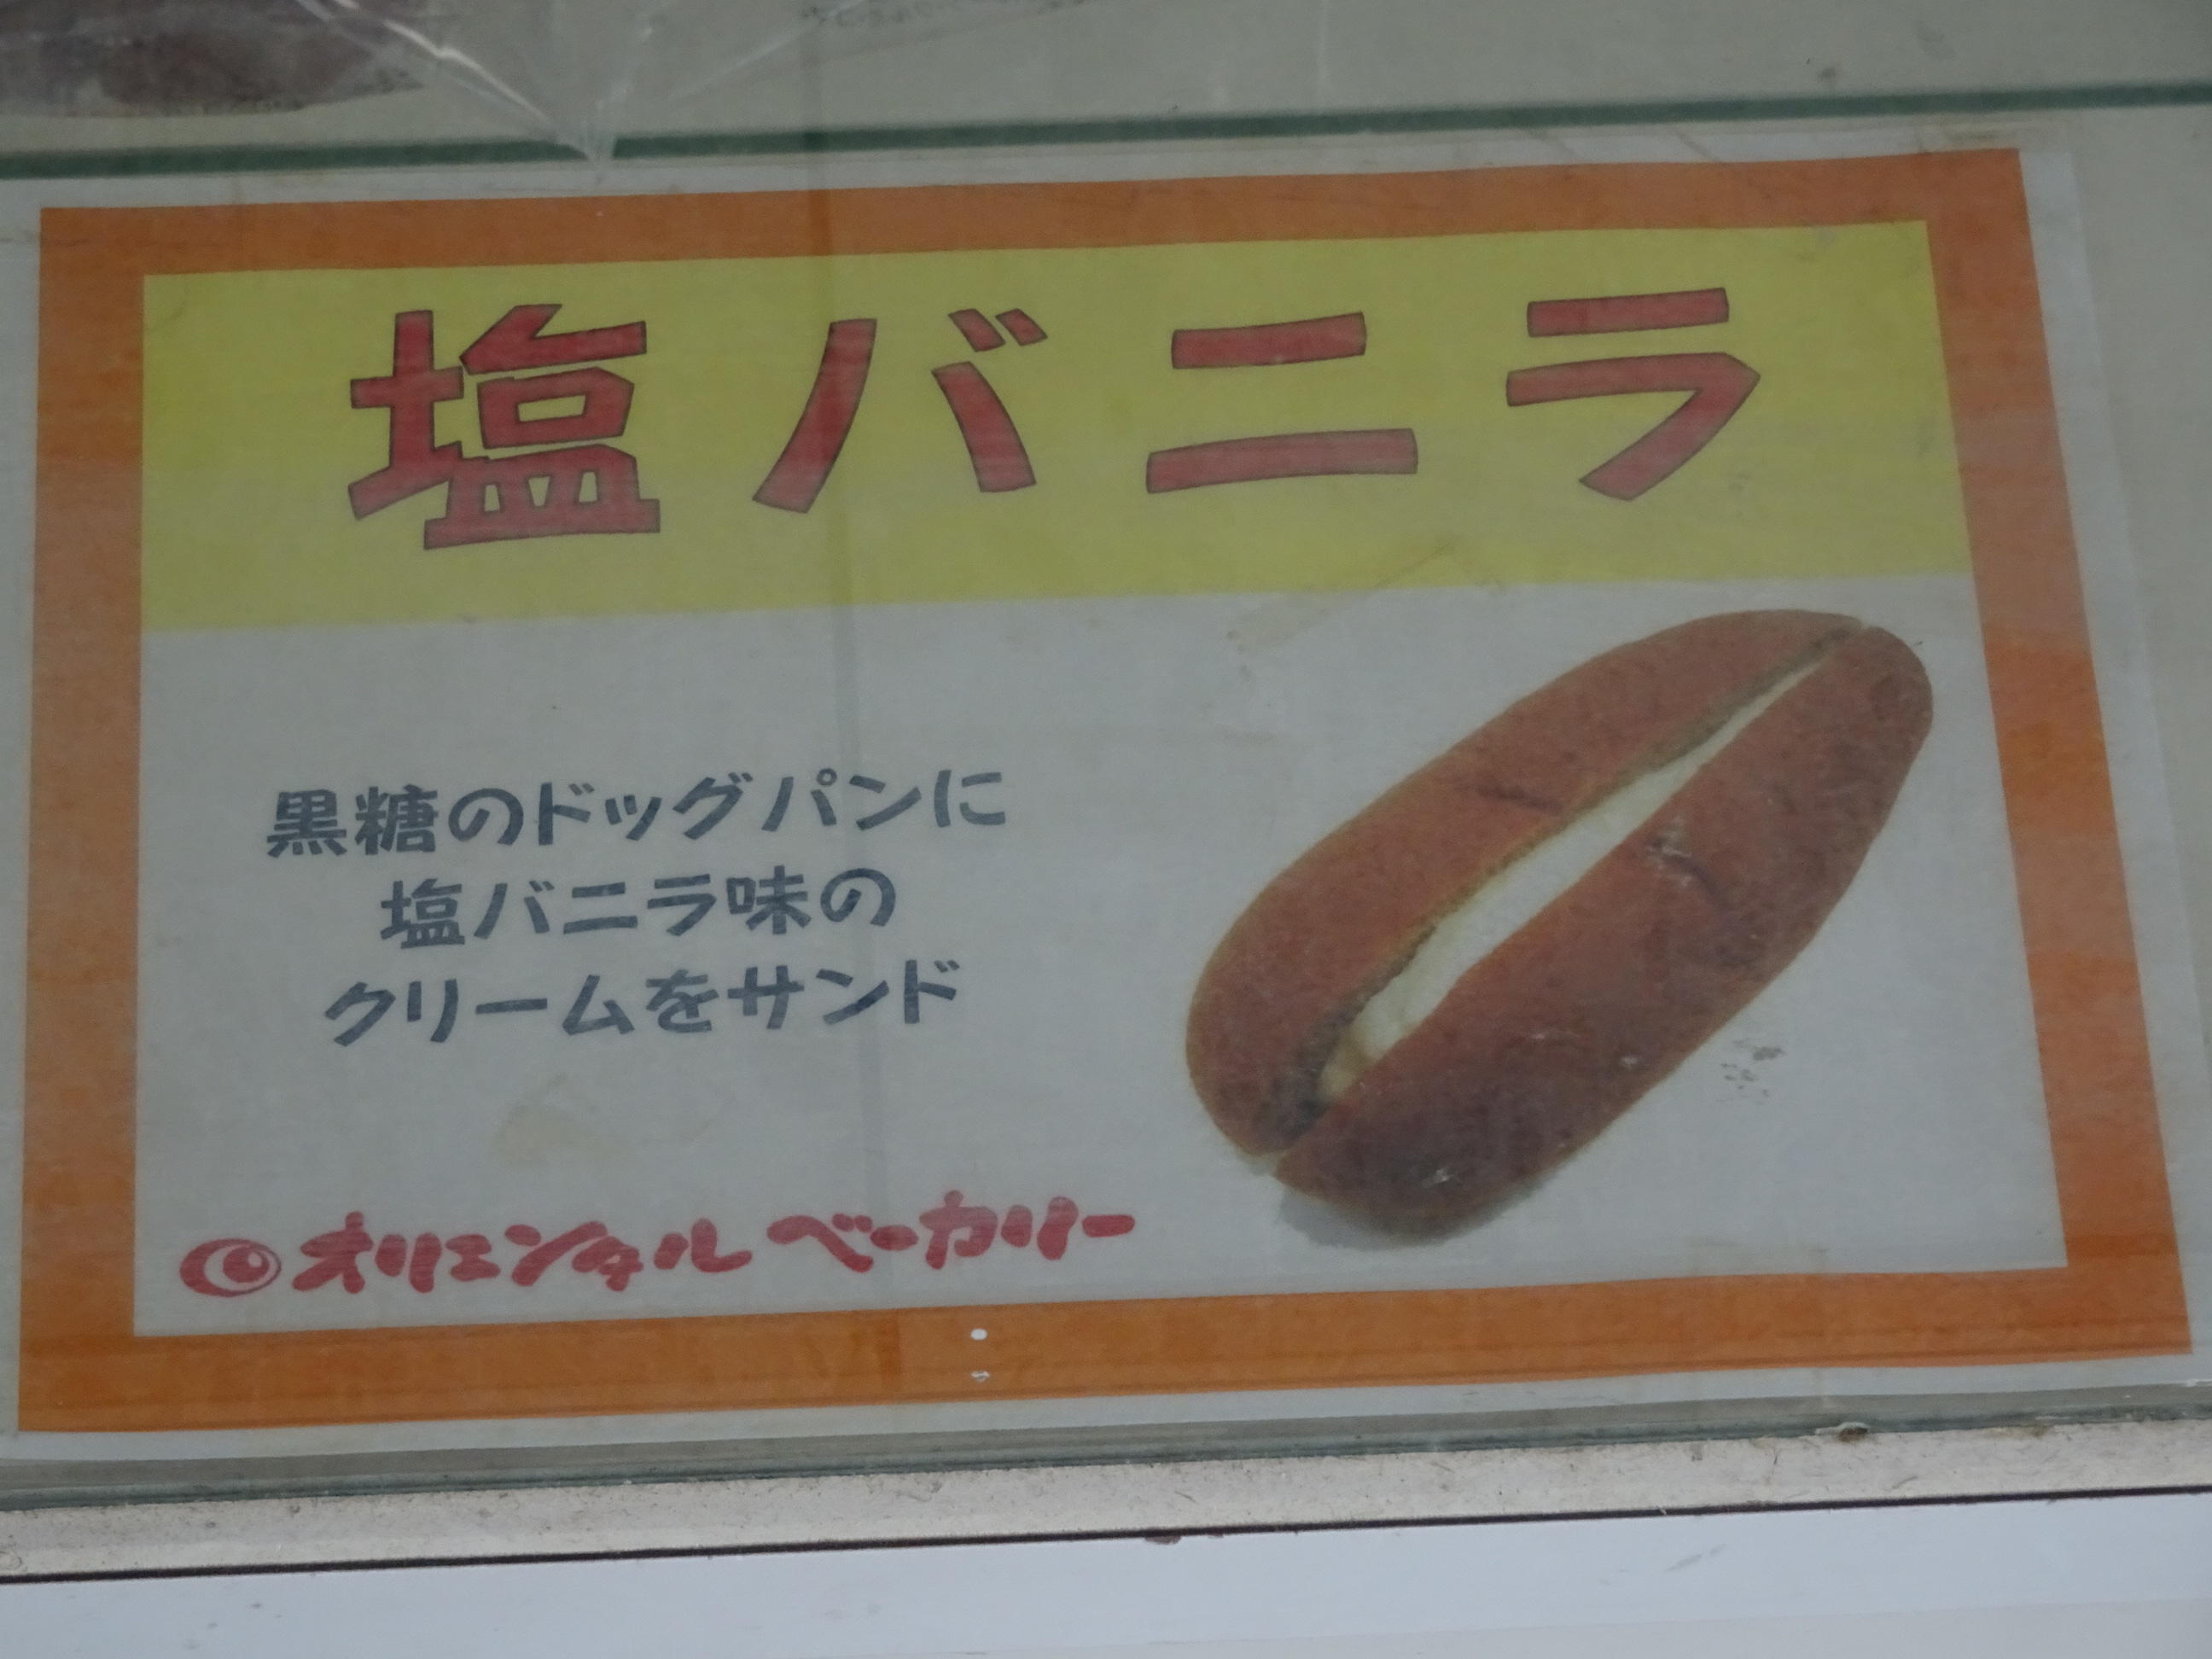 塩バニラ
黒糖のドッグパンに
塩バニラ味の
クリームをサンド
オリエンタルベーカリー